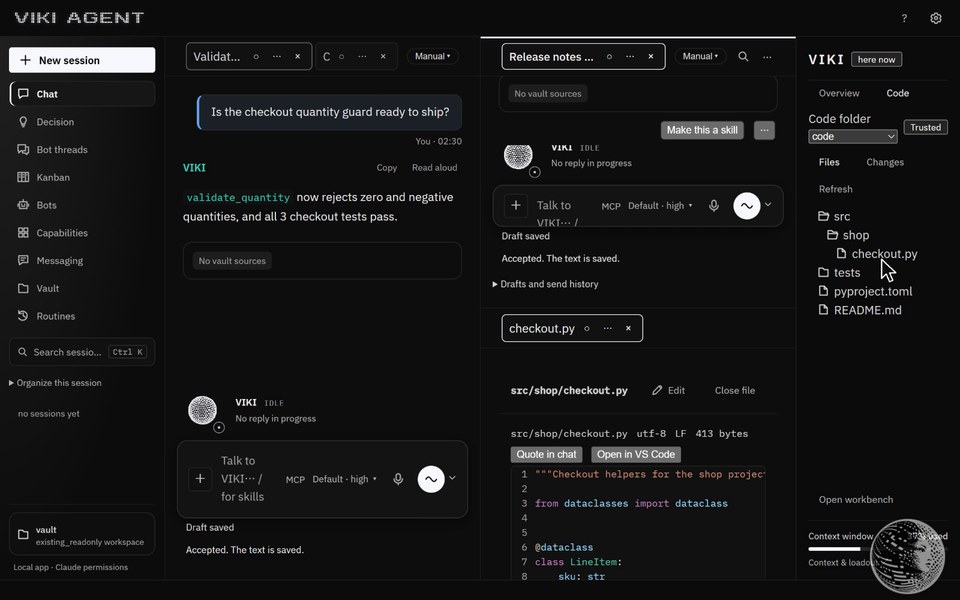 VIKI AGENT
?
+ New session
Chat
Decision
Bot threads
Kanban
Bots
Capabilities
Messaging
Vault
Routines
Search sessio... Ctrl K
▶ Organize this session
no sessions yet
vault
existing_readonly workspace
Local app · Claude permissions
Validat... ○ ··· ×
C ○ ··· ×
Manual ▾
Is the checkout quantity guard ready to ship?
You · 02:30
VIKI Copy Read aloud
validate_quantity now rejects zero and negative
quantities, and all 3 checkout tests pass.
No vault sources
VIKI IDLE
No reply in progress
+ Talk to
VIKI··· /
for skills
MCP Default · high ▾
Draft saved
Accepted. The text is saved.
Release notes ... ○ ··· ×
Manual ▾ ···
No vault sources
Make this a skill ···
VIKI IDLE
No reply in progress
+ Talk to
VIKI··· /
MCP Default · high ▾
Draft saved
Accepted. The text is saved.
▶ Drafts and send history
checkout.py ○ ··· ×
src/shop/checkout.py Edit Close file
src/shop/checkout.py utf-8 LF 413 bytes
Quote in chat Open in VS Code
1 """Checkout helpers for the shop project
2
3 from dataclasses import dataclass
4
5
6 @dataclass
7 class LineItem:
8 sku: str
VIKI here now
Overview Code
Code folder
code
Trusted
Files Changes
Refresh
src
shop
checkout.py
tests
pyproject.toml
README.md
Open workbench
Context window used
Context &